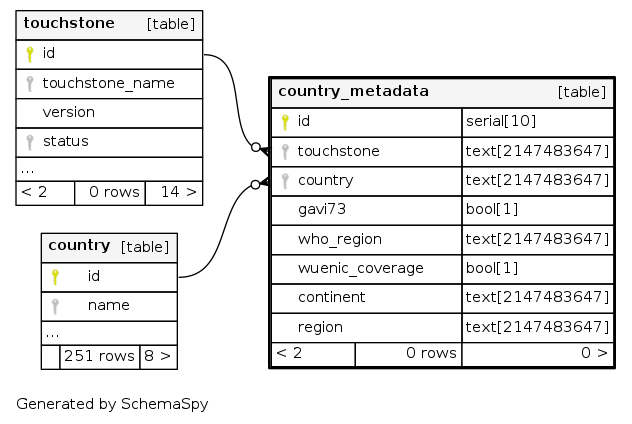 touchstone [table]
id
touchstone_name
version
status
...
< 2 0 rows 14 >
country_metadata [table]
id serial[10]
touchstone text[2147483647]
country text[2147483647]
gavi73 bool[1]
who_region text[2147483647]
wuenic_coverage bool[1]
continent text[2147483647]
region text[2147483647]
< 2 0 rows 0 >
country [table]
id
name
...
251 rows 8 >
Generated by SchemaSpy